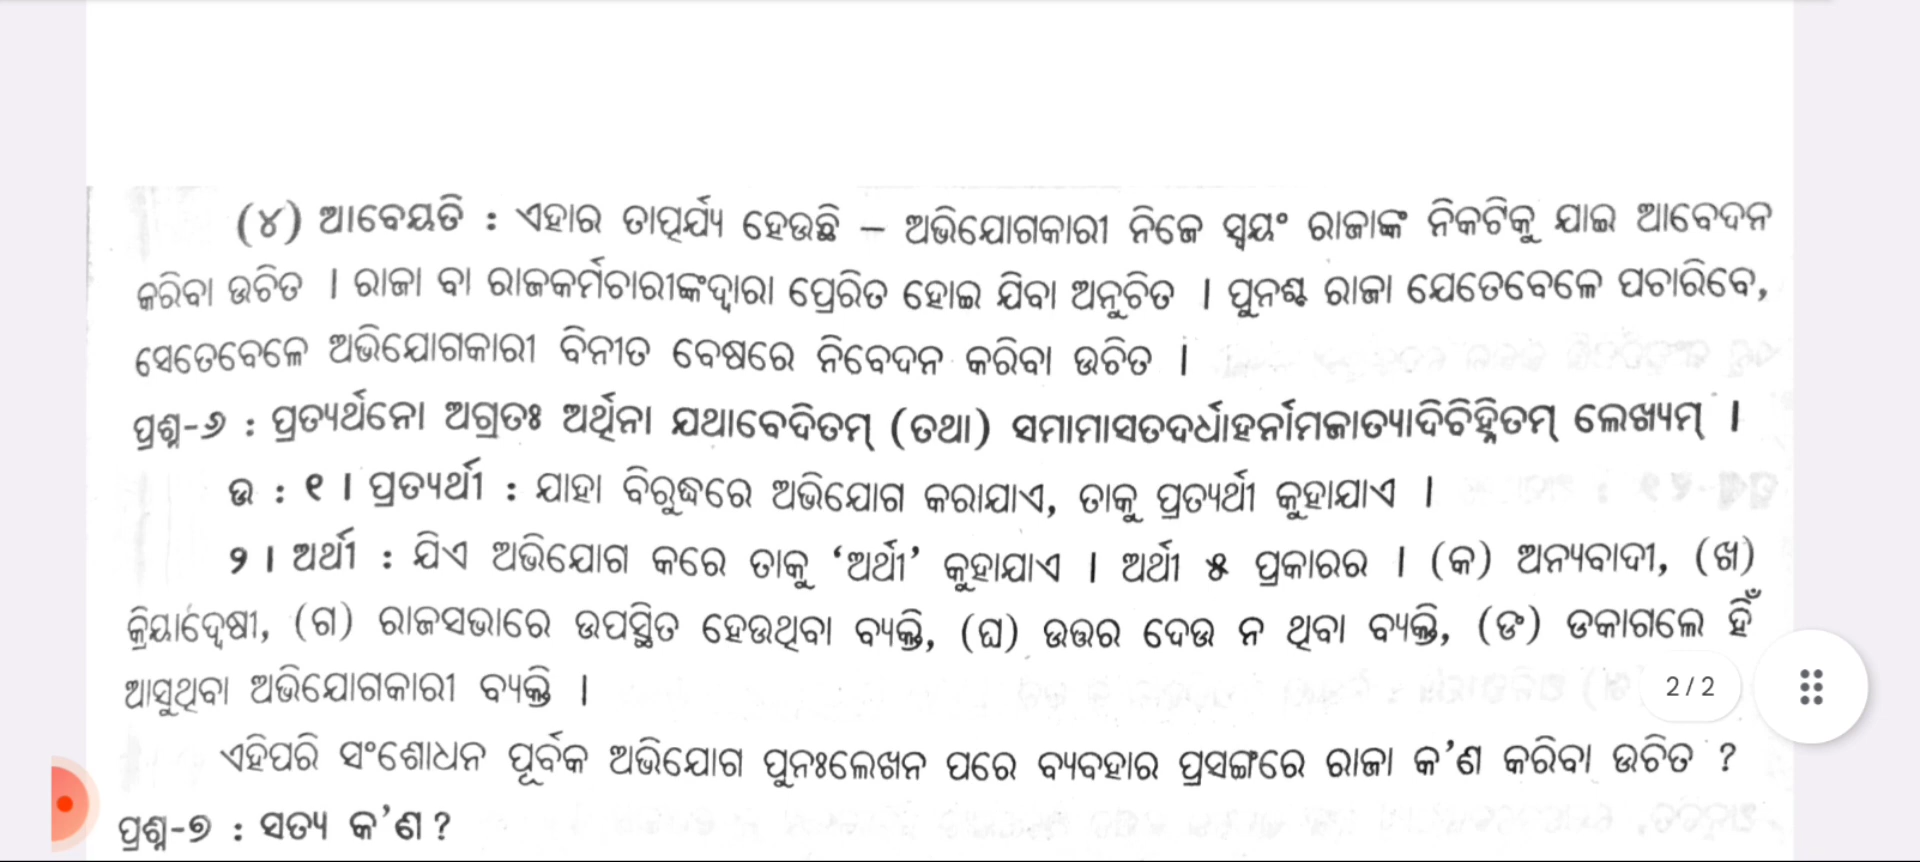 (୪) ଆବେୟତି : ଏହାର ତାତ୍ପର୍ଯ୍ୟ ହେଉଛି – ଅଭିଯୋଗକାରୀ ନିଜେ ସ୍ୱୟଂ ରାଜାଙ୍କ ନିକଟିକୁ ଯାଇ ଆବେଦନ
କରିବା ଉଚିତ । ରାଜା ବା ରାଜକର୍ମଚାରୀଙ୍କଦ୍ୱାରା ପ୍ରେରିତ ହୋଇ ଯିବା ଅନୁଚିତ । ପୁନଶ୍ଚ ରାଜା ଯେତେବେଳେ ପଚାରିବେ,
ସେତେବେଳେ ଅଭିଯୋଗକାରୀ ବିନୀତ ବେଷରେ ନିବେଦନ କରିବା ଉଚିତ ।
ପ୍ରଶ୍ନ-୬ : ପ୍ରତ୍ୟର୍ଥନୋ ଅଗ୍ରତଃ ଅର୍ଥିନା ଯଥାବେଦିତମ୍ (ତଥା) ସମାମାସତଦର୍ଧାହର୍ନାମଜାତ୍ୟାଦିଚିହ୍ନିତମ୍ ଲେଖ୍ୟମ୍ ।
ଉ : ୧ । ପ୍ରତ୍ୟର୍ଥୀ : ଯାହା ବିରୁଦ୍ଧରେ ଅଭିଯୋଗ କରାଯାଏ, ତାକୁ ପ୍ରତ୍ୟର୍ଥୀ କୁହାଯାଏ ।
୨ । ଅର୍ଥୀ : ଯିଏ ଅଭିଯୋଗ କରେ ତାକୁ ‘ଅର୍ଥୀ’ କୁହାଯାଏ । ଅର୍ଥୀ ୫ ପ୍ରକାରର । (କ) ଅନ୍ୟବାଦୀ, (ଖ)
କ୍ରିୟାଦ୍ୱେଷୀ, (ଗ) ରାଜସଭାରେ ଉପସ୍ଥିତ ହେଉଥିବା ବ୍ୟକ୍ତି, (ଘ) ଉତ୍ତର ଦେଉ ନ ଥିବା ବ୍ୟକ୍ତି, (ଙ) ଡକାଗଲେ ହିଁ
ଆସୁଥିବା ଅଭିଯୋଗକାରୀ ବ୍ୟକ୍ତି ।
2/2
ଏହିପରି ସଂଶୋଧନ ପୂର୍ବକ ଅଭିଯୋଗ ପୁନଃଲେଖନ ପରେ ବ୍ୟବହାର ପ୍ରସଙ୍ଗରେ ରାଜା କ'ଣ କରିବା ଉଚିତ ?
ପ୍ରଶ୍ନ-୭ : ସତ୍ୟ କ'ଣ ?